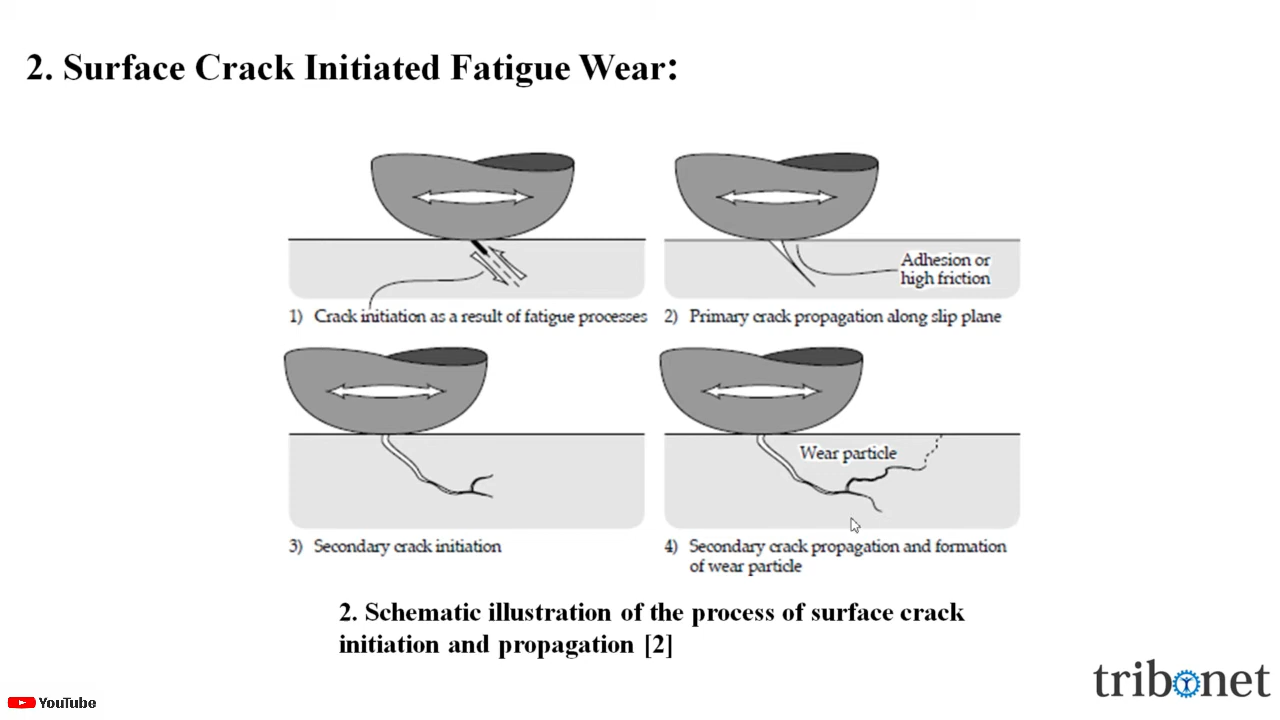 2. Surface Crack Initiated Fatigue Wear:
Adhesion or
high friction
1) Crack initiation as a result of fatigue processes
2) Primary crack propagation along slip plane
Wear particle
3) Secondary crack initiation
4) Secondary crack propagation and formation
of wear particle
2. Schematic illustration of the process of surface crack
initiation and propagation [2]
tribonet
YouTube